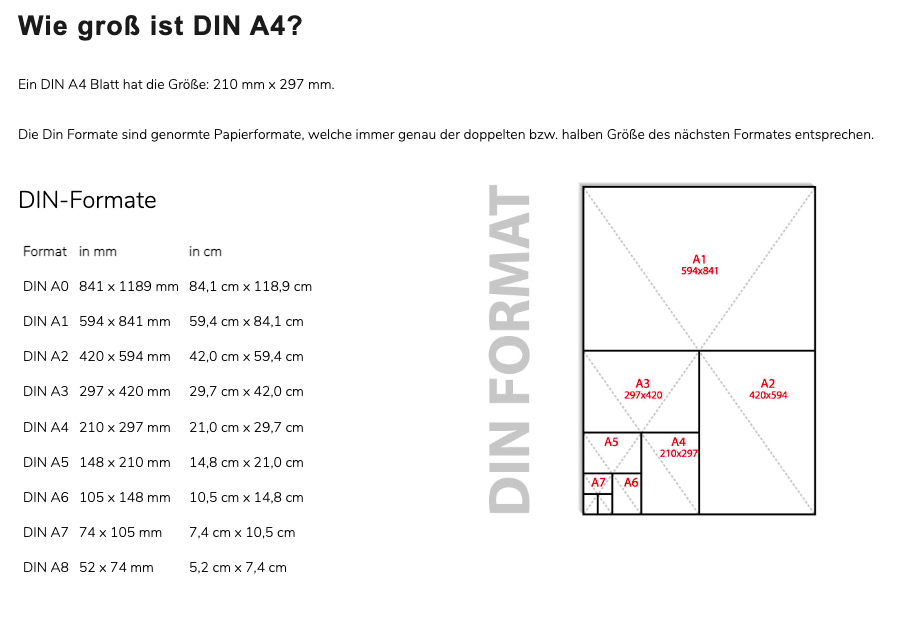 Wie groß ist DIN A4?
Ein DIN A4 Blatt hat die Größe: 210 mm x 297 mm.
Die Din Formate sind genormte Papierformate, welche immer genau der doppelten bzw. halben Größe des nächsten Formates entsprechen.
DIN-Formate
Format in mm in cm
DIN A0 841 x 1189 mm 84,1 cm x 118,9 cm
DIN A1 594 x 841 mm 59,4 cm x 84,1 cm
DIN A2 420 x 594 mm 42,0 cm x 59,4 cm
DIN A3 297 x 420 mm 29,7 cm x 42,0 cm
DIN A4 210 x 297 mm 21,0 cm x 29,7 cm
DIN A5 148 x 210 mm 14,8 cm x 21,0 cm
DIN A6 105 x 148 mm 10,5 cm x 14,8 cm
DIN A7 74 x 105 mm 7,4 cm x 10,5 cm
DIN A8 52 x 74 mm 5,2 cm x 7,4 cm
DIN FORMAT
A1
594x841
A3
297x420
A2
420x594
A5
A4
210x297
A7
A6